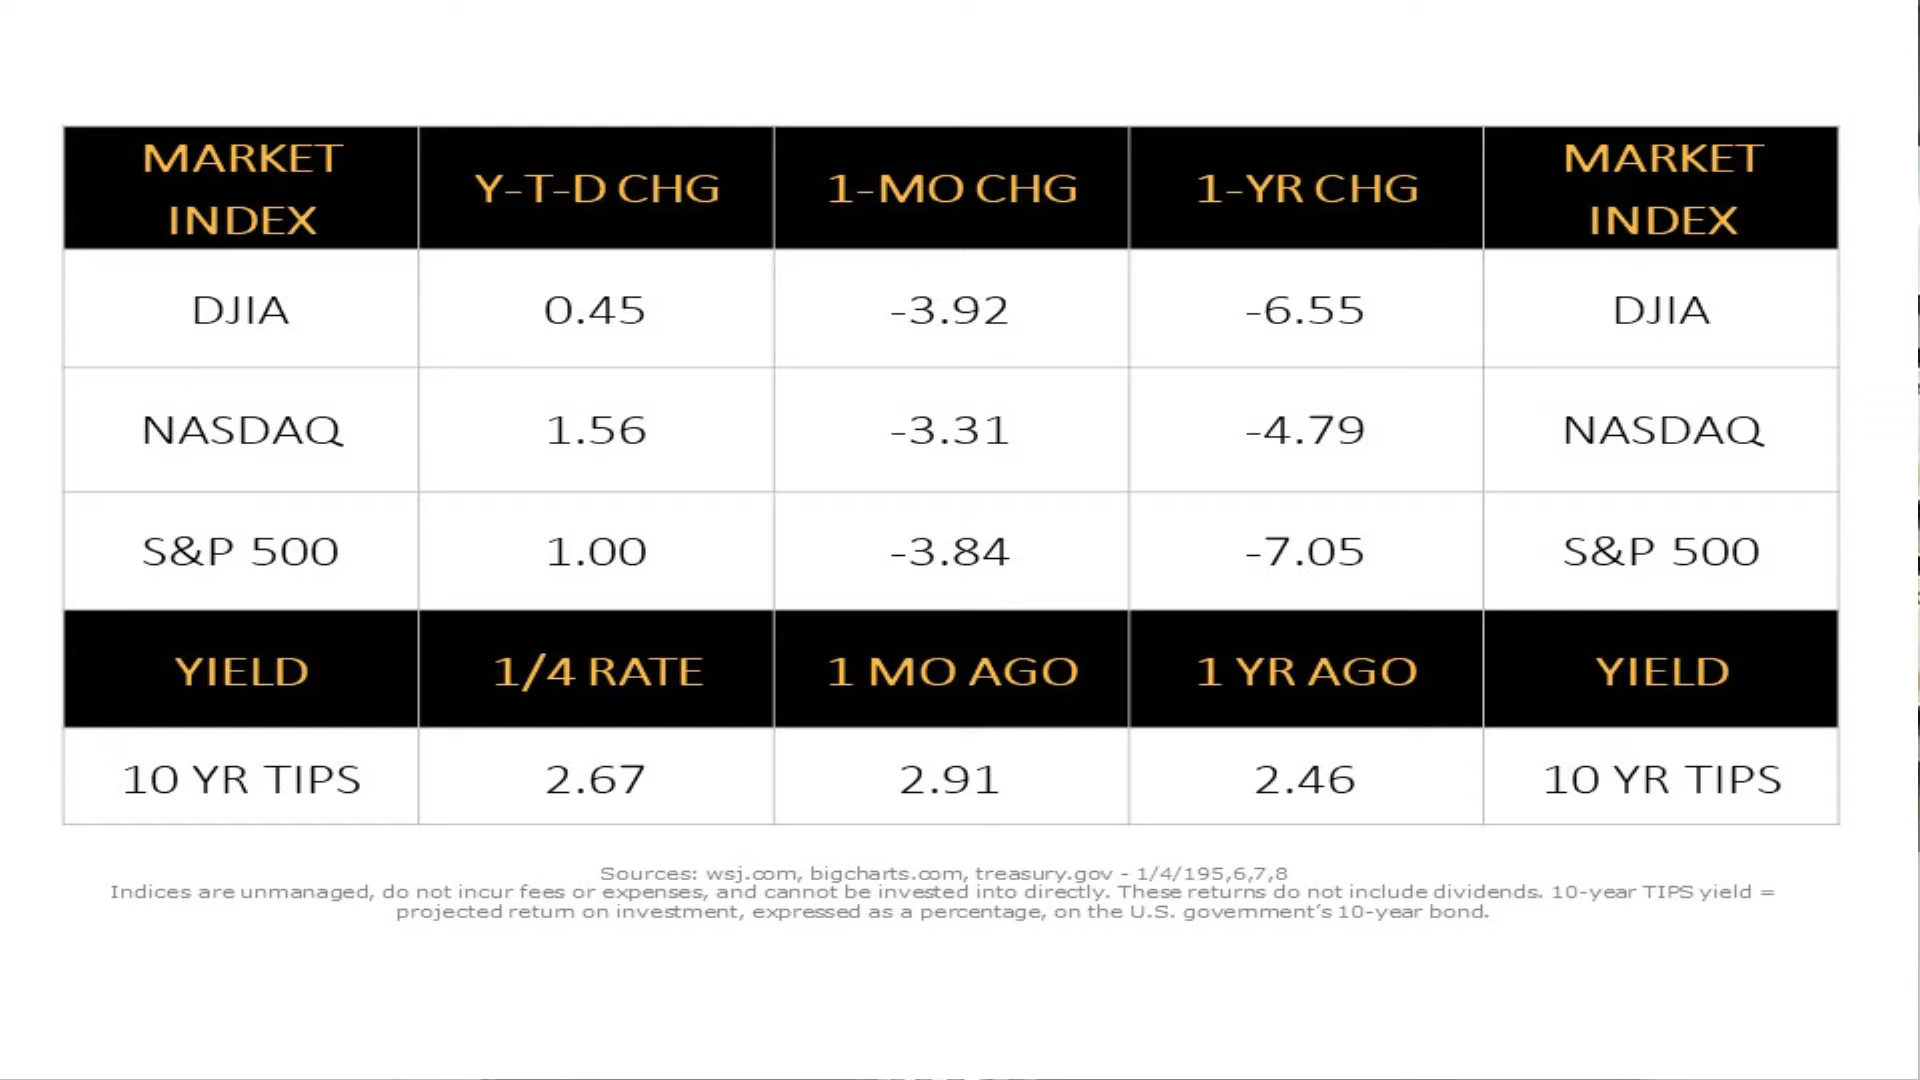 MARKET INDEX Y-T-D CHG 1-MO CHG 1-YR CHG MARKET INDEX
DJIA 0.45 -3.92 -6.55 DJIA
NASDAQ 1.56 -3.31 -4.79 NASDAQ
S&P 500 1.00 -3.84 -7.05 S&P 500
YIELD 1/4 RATE 1 MO AGO 1 YR AGO YIELD
10 YR TIPS 2.67 2.91 2.46 10 YR TIPS
Sources: wsj.com, bigcharts.com, treasury.gov - 1/4/195,6,7,8
Indices are unmanaged, do not incur fees or expenses, and cannot be invested into directly. These returns do not include dividends. 10-year TIPS yield =
projected return on investment, expressed as a percentage, on the U.S. government’s 10-year bond.